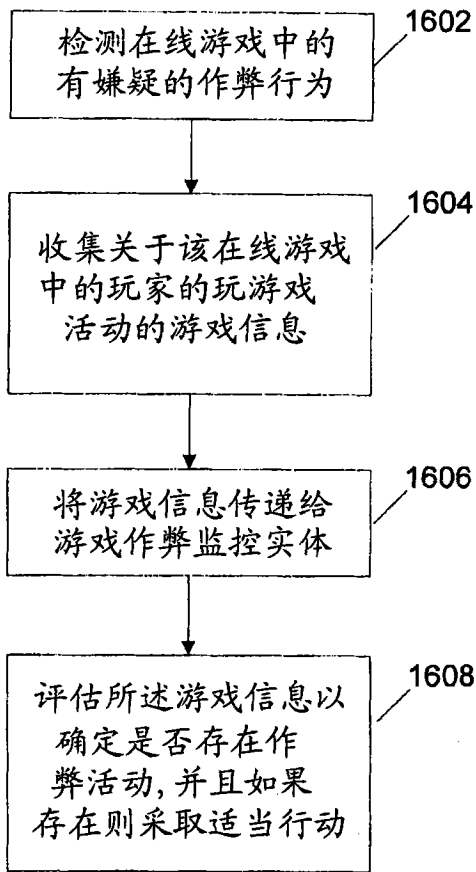 1602
检测在线游戏中的
有嫌疑的作弊行为
1604
收集关于该在线游戏
中的玩家的玩游戏
活动的游戏信息
1606
将游戏信息传递给
游戏作弊监控实体
1608
评估所述游戏信息以
确定是否存在作
弊活动,并且如果
存在则采取适当行动